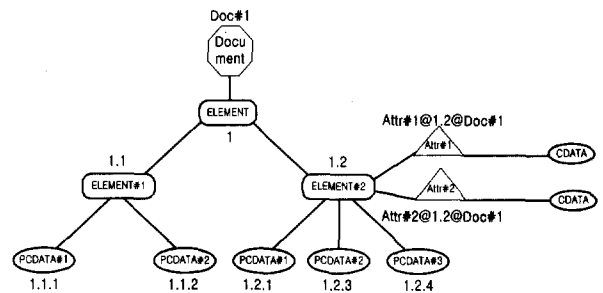 Doc#1
Docu
ment
ELEMENT
1
Attr#1@1.2@Doc#1
Attr#1
CDATA
1.1
1.2
ELEMENT#1
ELEMENT#2
Attr#2
CDATA
Attr#2@1.2@Doc#1
PCDATA#1
PCDATA#2
PCDATA#1
PCDATA#2
PCDATA#3
1.1.1
1.1.2
1.2.1
1.2.3
1.2.4